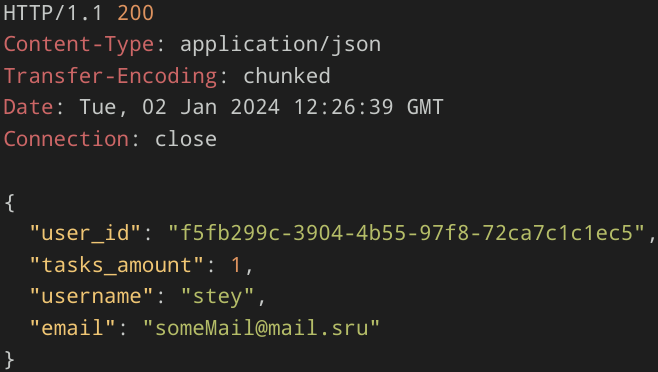 HTTP/1.1 200
Content-Type: application/json
Transfer-Encoding: chunked
Date: Tue, 02 Jan 2024 12:26:39 GMT
Connection: close
{
"user_id": "f5fb299c-3904-4b55-97f8-72ca7c1c1ec5",
"tasks_amount": 1,
"username": "stey",
"email": "someMail@mail.sru"
}